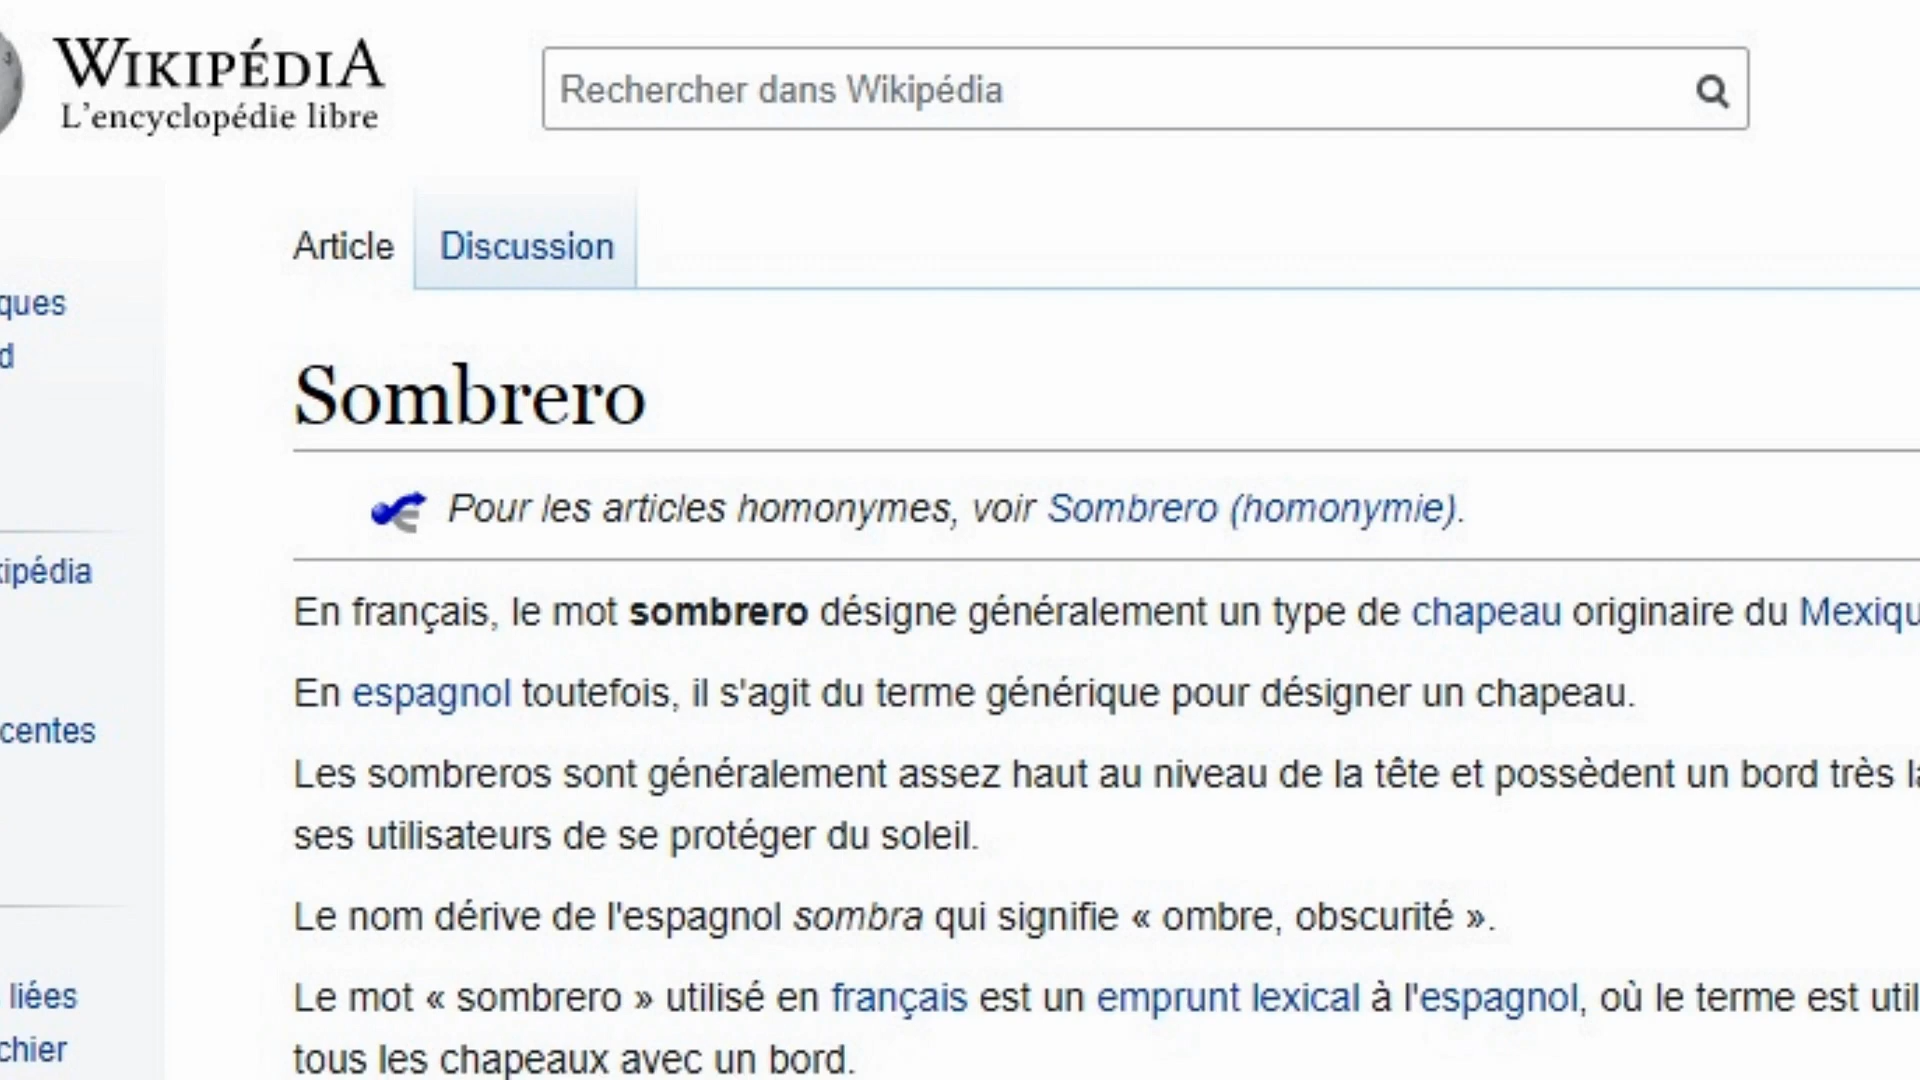 WIKIPÉDIA
L'encyclopédie libre
Rechercher dans Wikipédia
Article
Discussion
ques
d
Sombrero
Pour les articles homonymes, voir Sombrero (homonymie).
kipédia
En français, le mot sombrero désigne généralement un type de chapeau originaire du Mexiqu
En espagnol toutefois, il s'agit du terme générique pour désigner un chapeau.
centes
Les sombreros sont généralement assez haut au niveau de la tête et possèdent un bord très la
ses utilisateurs de se protéger du soleil.
Le nom dérive de l'espagnol sombra qui signifie « ombre, obscurité ».
liées
Le mot « sombrero » utilisé en français est un emprunt lexical à l'espagnol, où le terme est util
chier
tous les chapeaux avec un bord.